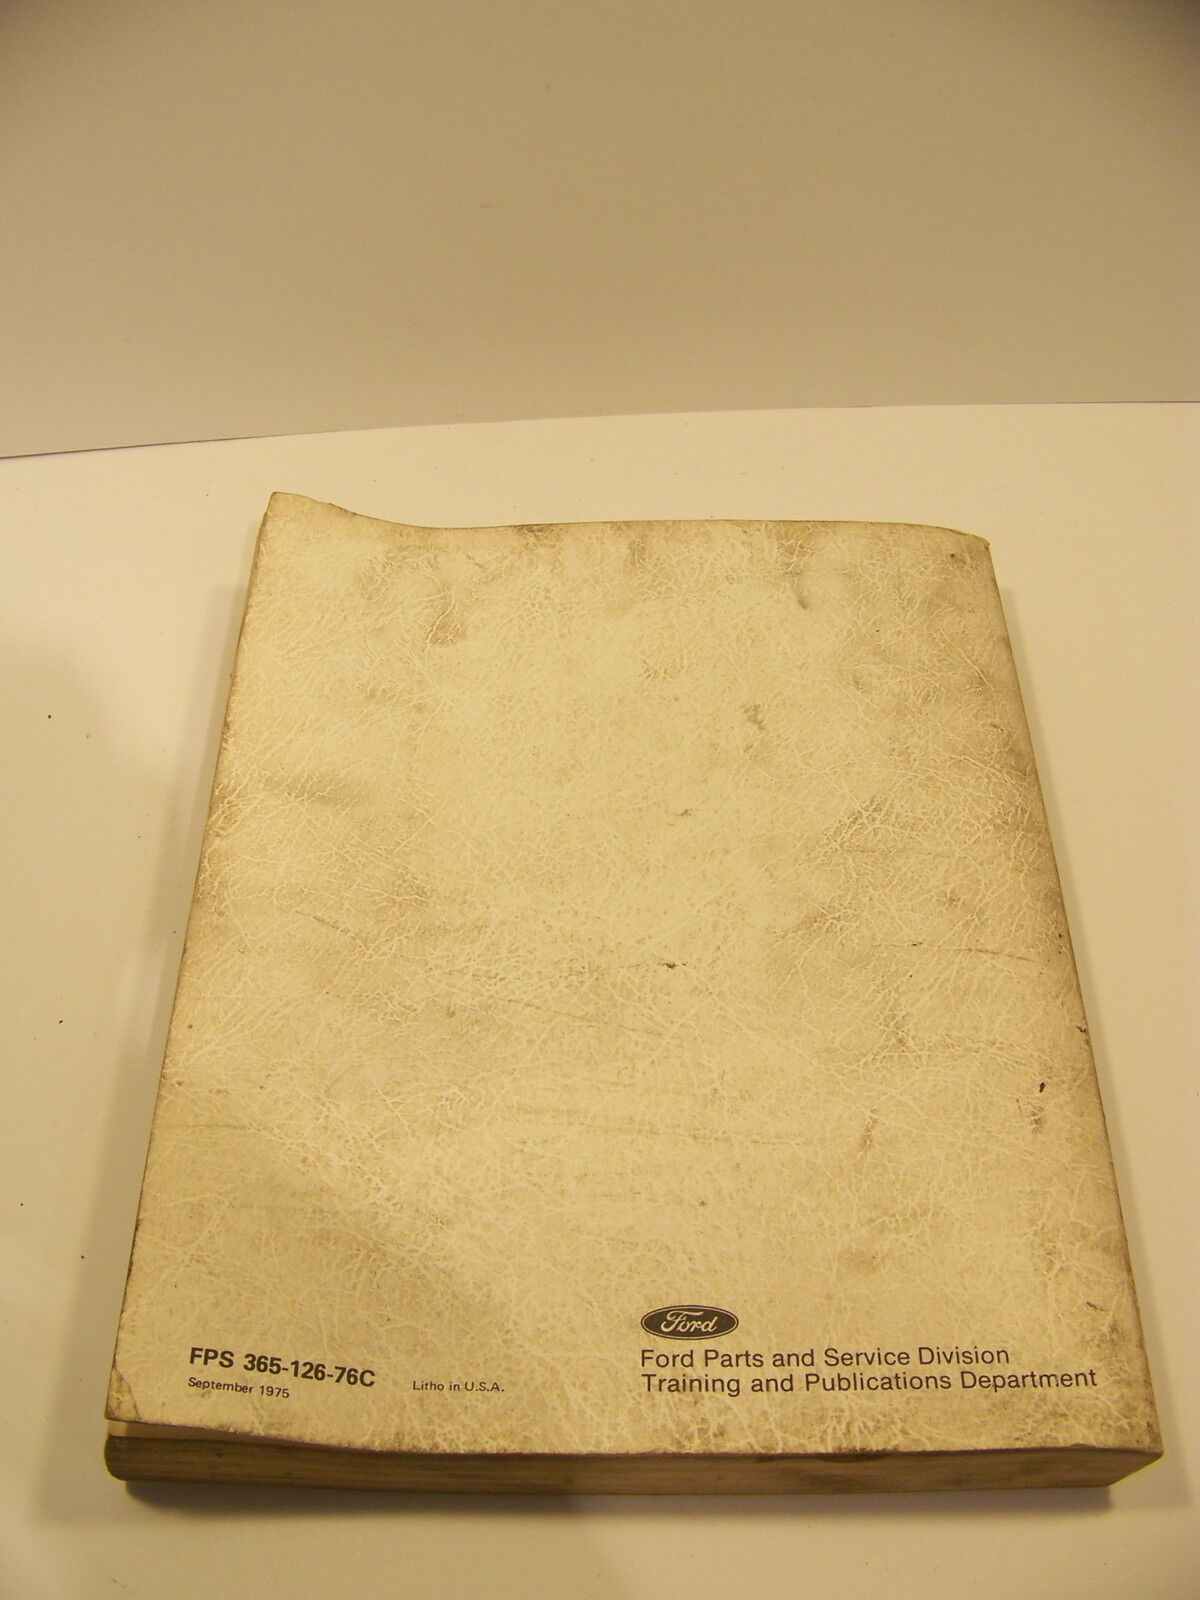 Ford
Ford Parts and Service Division
Training and Publications Department
FPS 365-126-76C
September 1975
Litho in U.S.A.